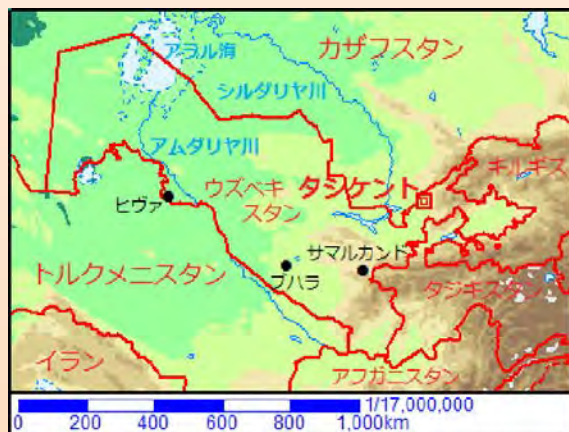 アラル海
カザフスタン
シルダリヤ川
アムダリヤ川
キルギス
タシケント
ウズベキ
スタン
ヒヴァ
サマルカンド
ブハラ
トルクメニスタン
タジキスタン
イラン
アフガニスタン
1/17,000,000
0 200 400 600 800 1,000km